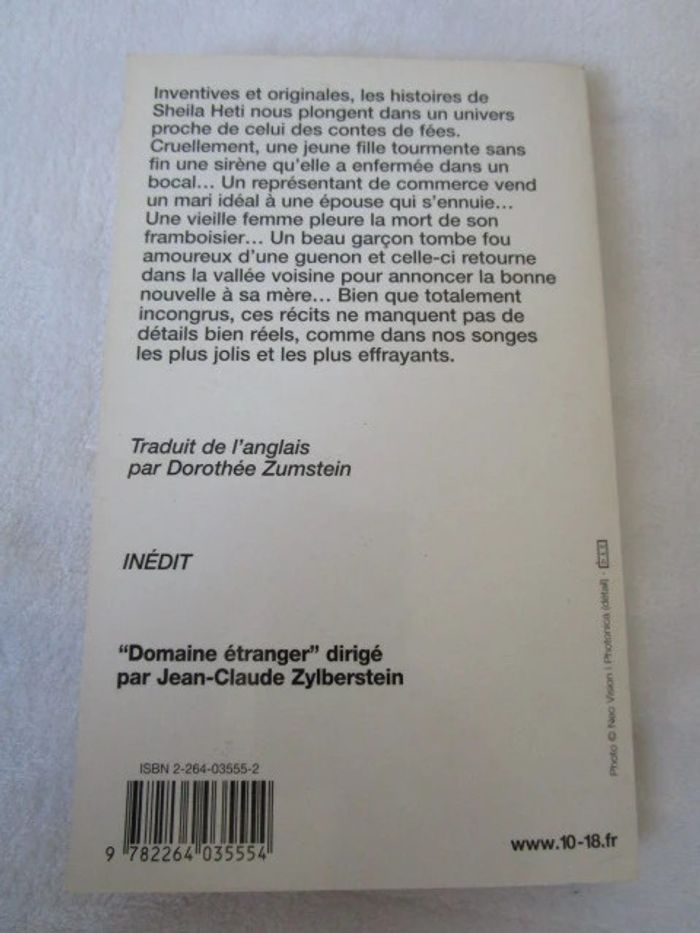 Inventives et originales, les histoires de
Sheila Heti nous plongent dans un univers
proche de celui des contes de fées.
Cruellement, une jeune fille tourmente sans
fin une sirène qu'elle a enfermée dans un
bocal... Un représentant de commerce vend
un mari idéal à une épouse qui s'ennuie...
Une vieille femme pleure la mort de son
framboisier... Un beau garçon tombe fou
amoureux d'une guenon et celle-ci retourne
dans la vallée voisine pour annoncer la bonne
nouvelle à sa mère... Bien que totalement
incongrus, ces récits ne manquent pas de
détails bien réels, comme dans nos songes
les plus jolis et les plus effrayants.
Traduit de l'anglais
par Dorothée Zumstein
INÉDIT
“Domaine étranger” dirigé
par Jean-Claude Zylberstein
ISBN 2-264-03555-2
9 782264 035554
www.10-18.fr
Photo © Neo Vision | Photonica (détail) ·